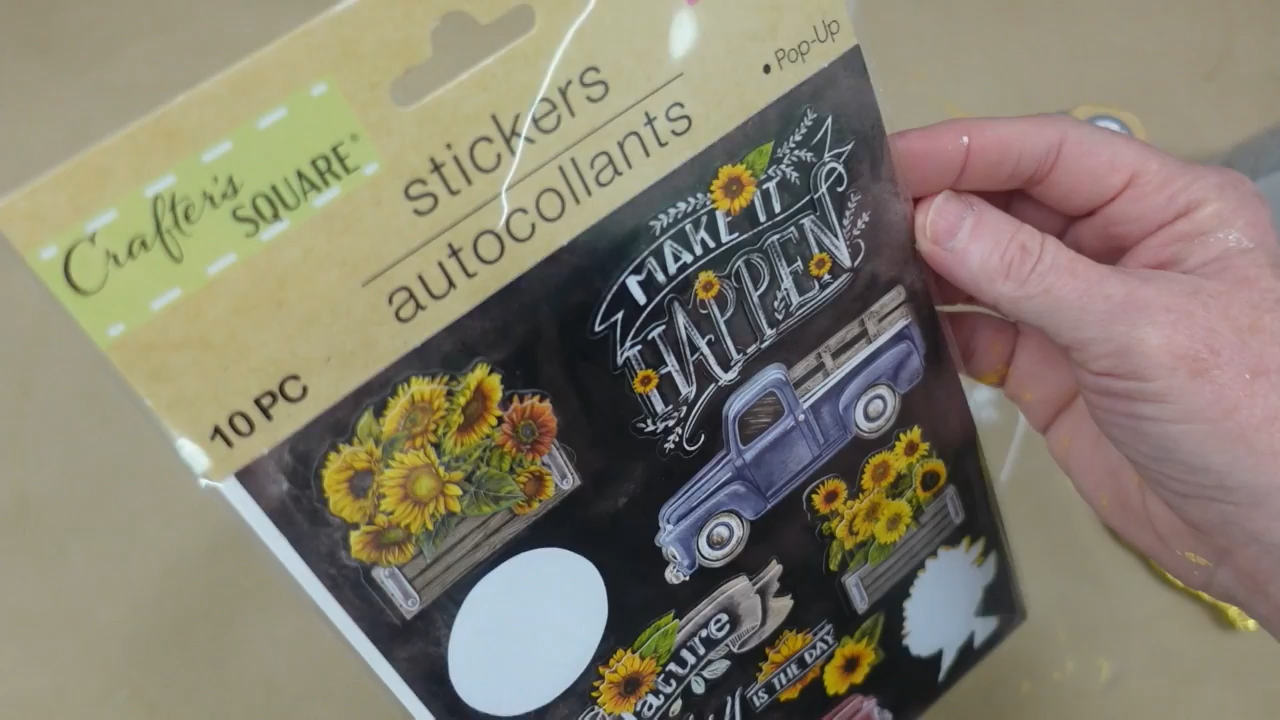 Crafter's
SQUARE®
stickers
autocollants
• Pop-Up
10 PC
MAKE IT
HAPPEN
nature
IS THE DAY